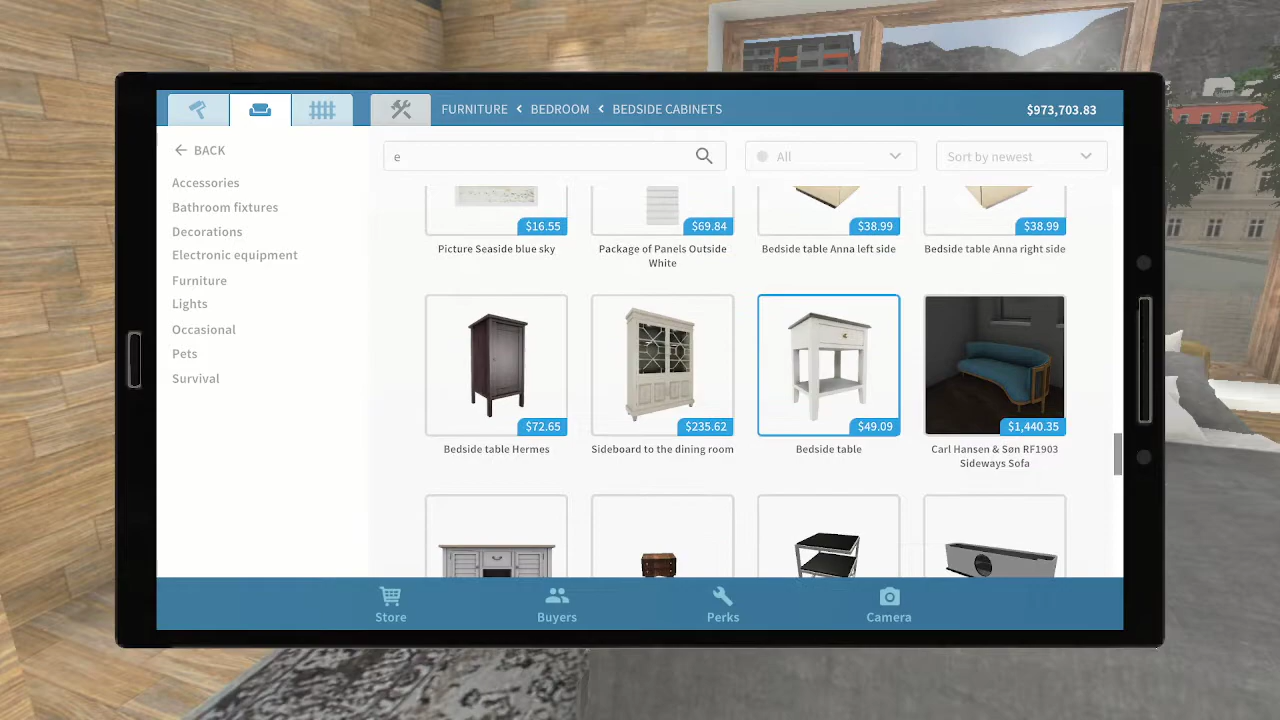 FURNITURE < BEDROOM < BEDSIDE CABINETS
$973,703.83
BACK
e
All
Sort by newest
Accessories
Bathroom fixtures
Decorations
Electronic equipment
Furniture
Lights
Occasional
Pets
Survival
$16.55
$69.84
$38.99
$38.99
Picture Seaside blue sky
Package of Panels Outside
White
Bedside table Anna left side
Bedside table Anna right side
$72.65
$235.62
$49.09
$1,440.35
Bedside table Hermes
Sideboard to the dining room
Bedside table
Carl Hansen & Søn RF1903
Sideways Sofa
Store
Buyers
Perks
Camera